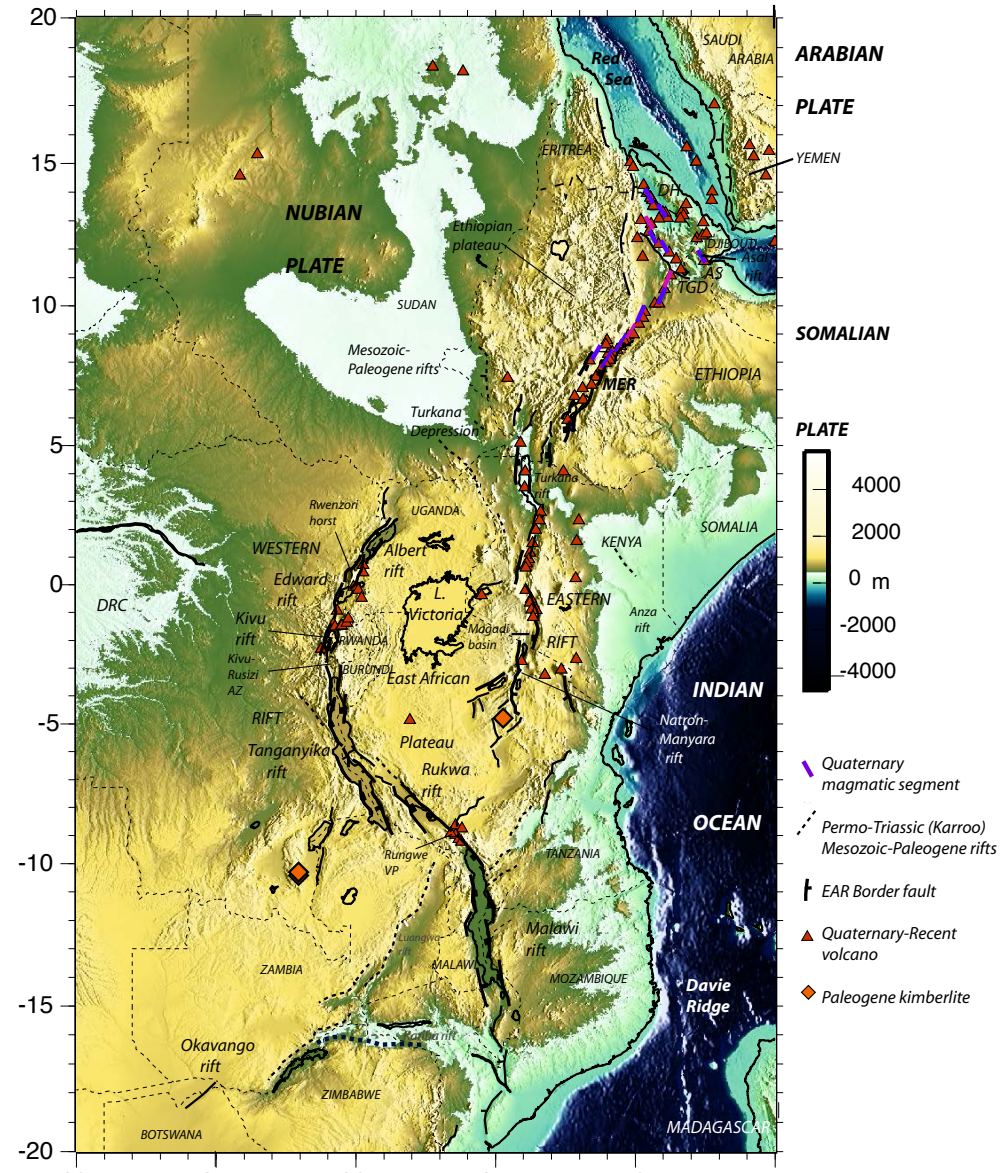 20
15
10
5
0
-5
-10
-15
-20
SAUDI
ARABIA
ARABIAN
PLATE
Red
Sea
YEMEN
ERITREA
DH
NUBIAN
PLATE
Ethiopian
plateau
DJIBOUTI
Asal
rift
AS
TGD
SUDAN
SOMALIAN
PLATE
Mesozoic-
Paleogene rifts
ETHIOPIA
MER
Turkana
Depression
Turkana
rift
4000
2000
0 m
-2000
-4000
Rwenzori
horst
UGANDA
SOMALIA
WESTERN
Albert
rift
KENYA
Edward
rift
L.
Victoria
EASTERN
DRC
Kivu
rift
Anza
rift
RWANDA
Magadi
basin
RIFT
Kivu-
Rusizi
AZ
BURUNDI
East African
INDIAN
RIFT
Natron-
Manyara
rift
Tanganyika
rift
Plateau
Rukwa
rift
OCEAN
Quaternary
magmatic segment
Permo-Triassic (Karroo)
Mesozoic-Paleogene rifts
Rungwe
VP
TANZANIA
EAR Border fault
Luangwa
rift
Malawi
rift
Quaternary-Recent
volcano
ZAMBIA
MALAWI
MOZAMBIQUE
Davie
Ridge
Paleogene kimberlite
Okavango
rift
ZIMBABWE
BOTSWANA
MADAGASCAR